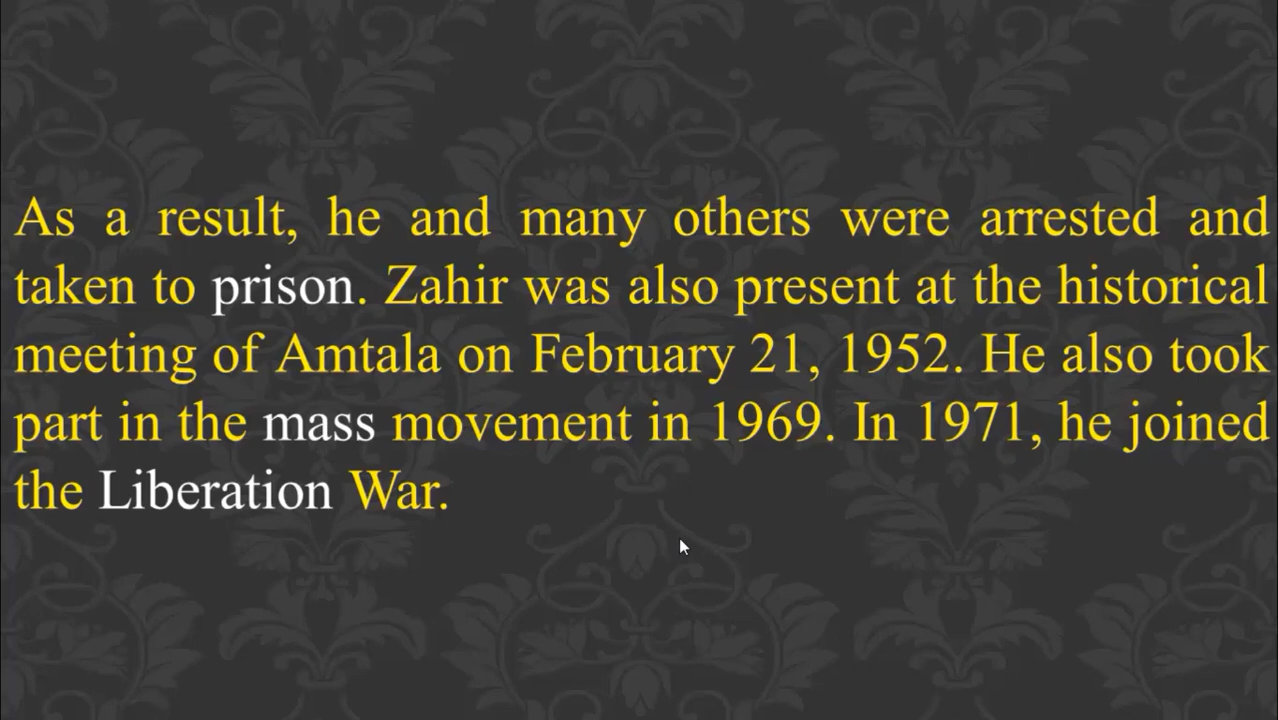 As a result, he and many others were arrested and
taken to prison. Zahir was also present at the historical
meeting of Amtala on February 21, 1952. He also took
part in the mass movement in 1969. In 1971, he joined
the Liberation War.